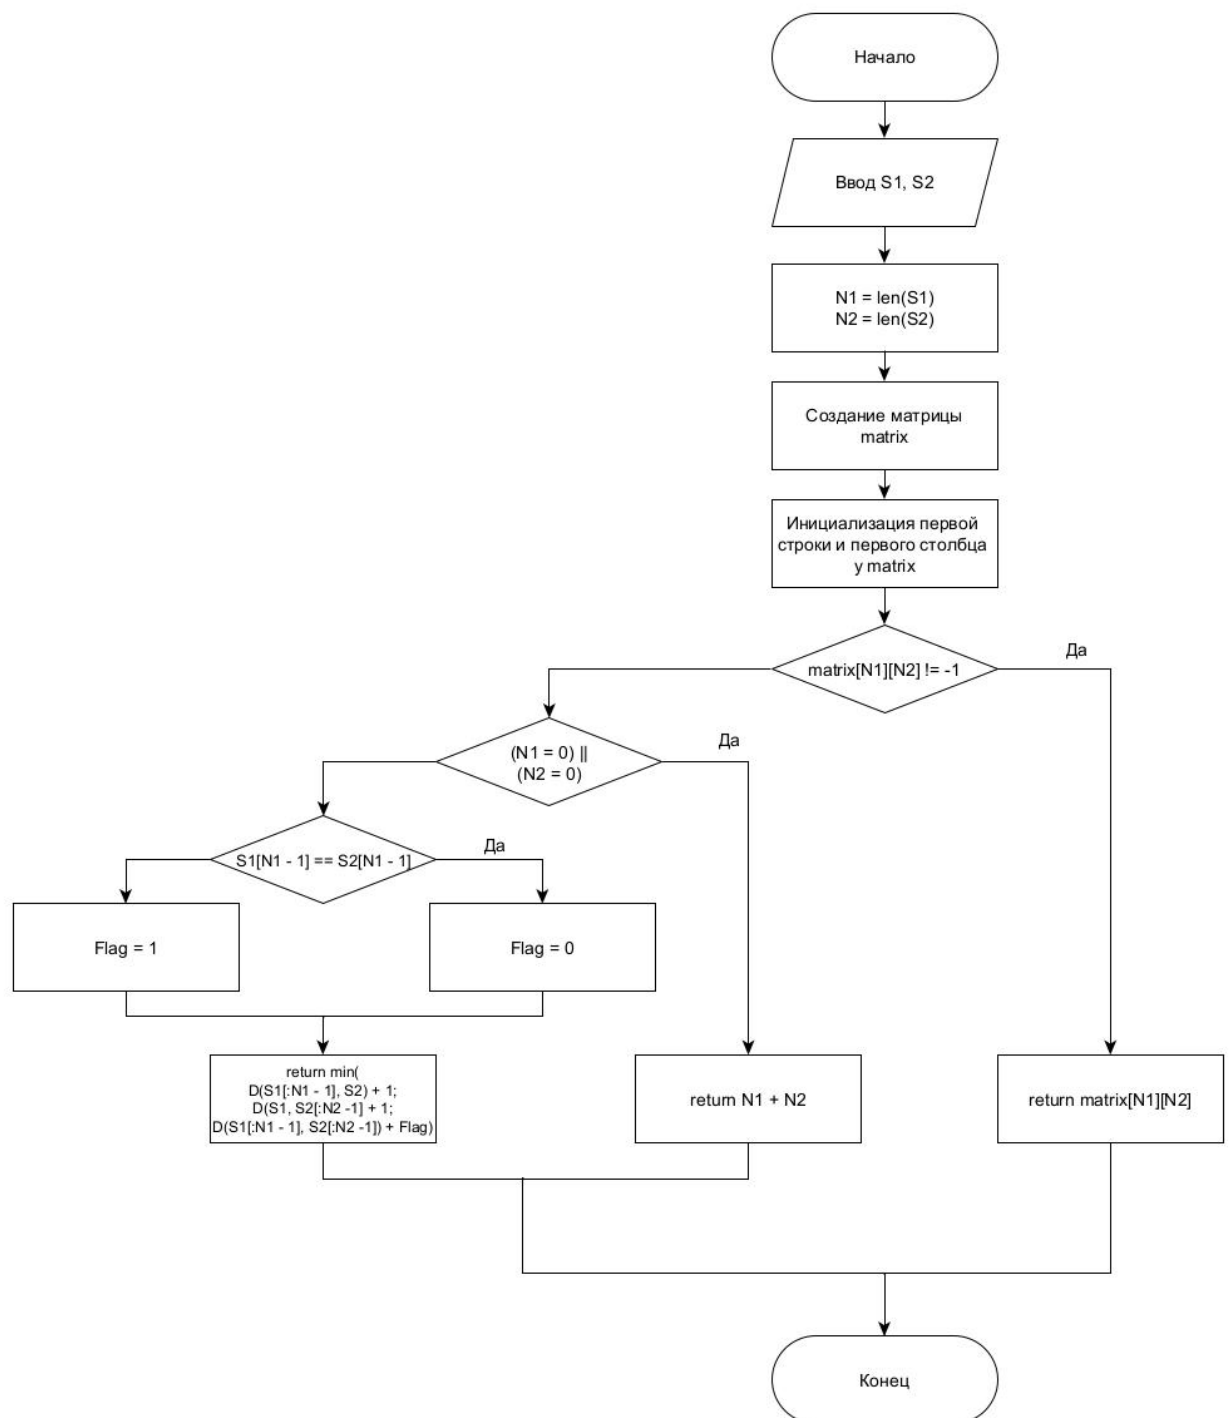 Начало
Ввод S1, S2
N1 = len(S1)
N2 = len(S2)
Создание матрицы
matrix
Инициализация первой
строки и первого столбца
у matrix
matrix[N1][N2] != -1
Да
(N1 = 0) ||
(N2 = 0)
Да
S1[N1 - 1] == S2[N1 - 1]
Да
Flag = 1
Flag = 0
return min(
D(S1[:N1 - 1], S2) + 1;
D(S1, S2[:N2 -1] + 1;
D(S1[:N1 - 1], S2[:N2 -1]) + Flag)
return N1 + N2
return matrix[N1][N2]
Конец